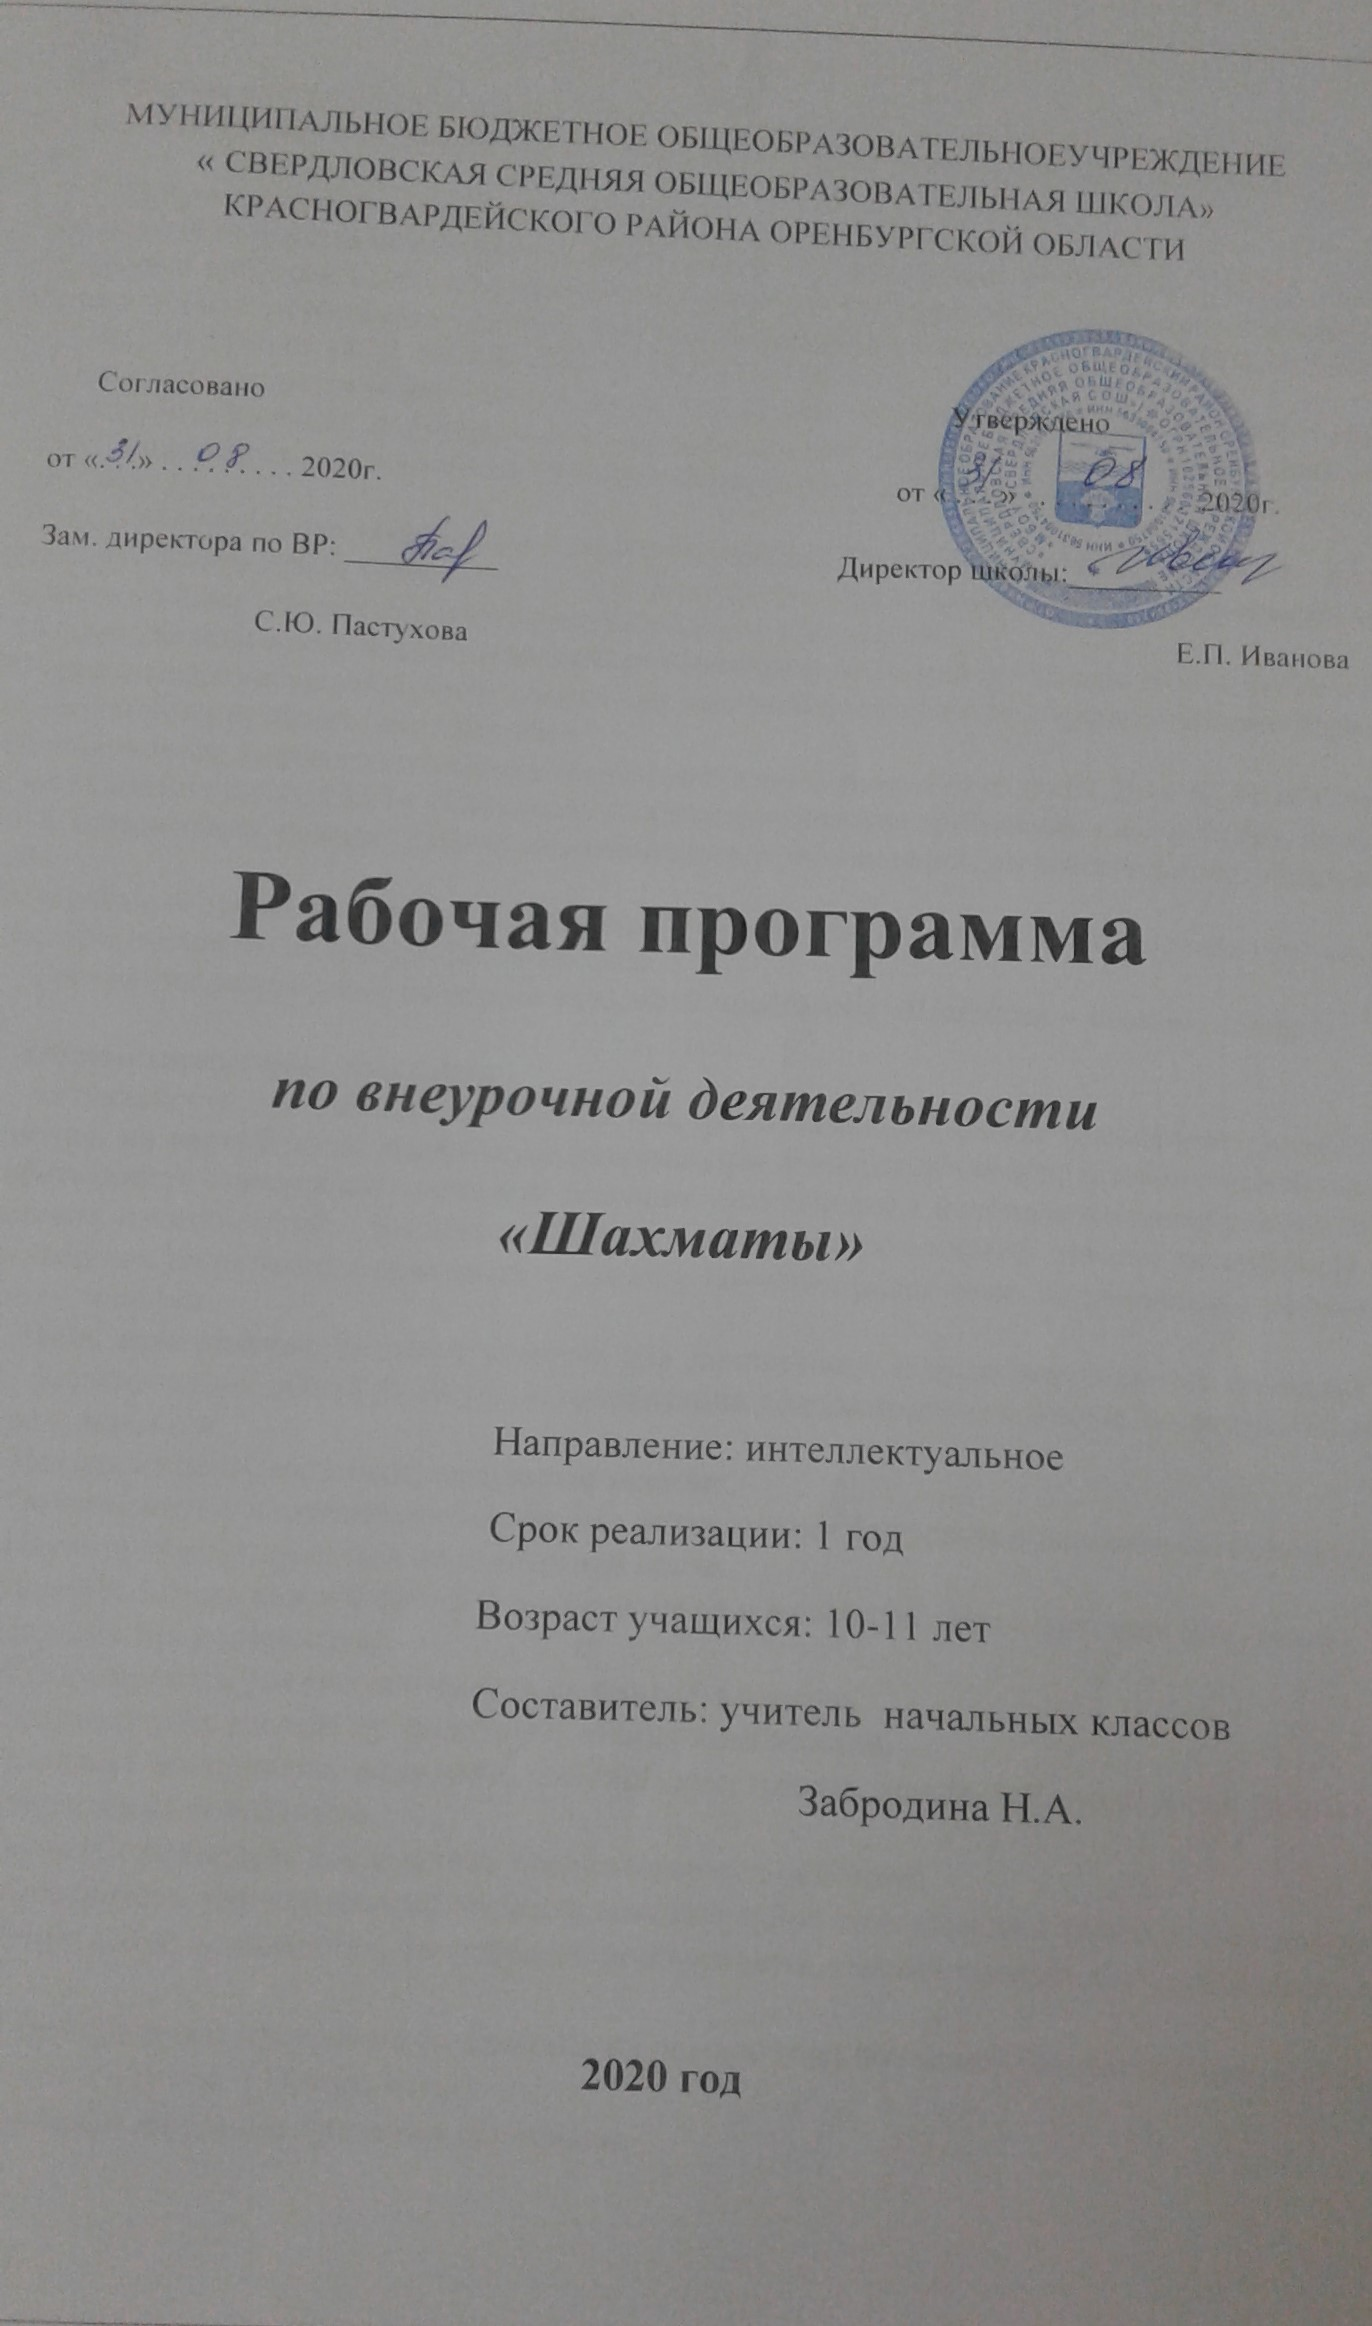 МУНИЦИПАЛЬНОЕ БЮДЖЕТНОЕ ОБЩЕОБРАЗОВАТЕЛЬНОЕУЧРЕЖДЕНИЕ
« СВЕРДЛОВСКАЯ СРЕДНЯЯ ОБЩЕОБРАЗОВАТЕЛЬНАЯ ШКОЛА»
КРАСНОГВАРДЕЙСКОГО РАЙОНА ОРЕНБУРГСКОЙ ОБЛАСТИ
Согласовано
от «31» 08 2020г.
Зам. директора по ВР:
С.Ю. Пастухова
Утверждено
от «31» 08 2020г.
Директор школы:
Е.П. Иванова
Рабочая программа
по внеурочной деятельности
«Шахматы»
Направление: интеллектуальное
Срок реализации: 1 год
Возраст учащихся: 10-11 лет
Составитель: учитель начальных классов
Забродина Н.А.
2020 год